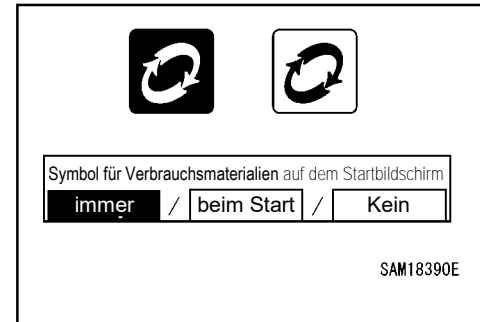 Symbol für Verbrauchsmaterialien auf dem Startbildschirm
immer / beim Start / Kein
SAM18390E